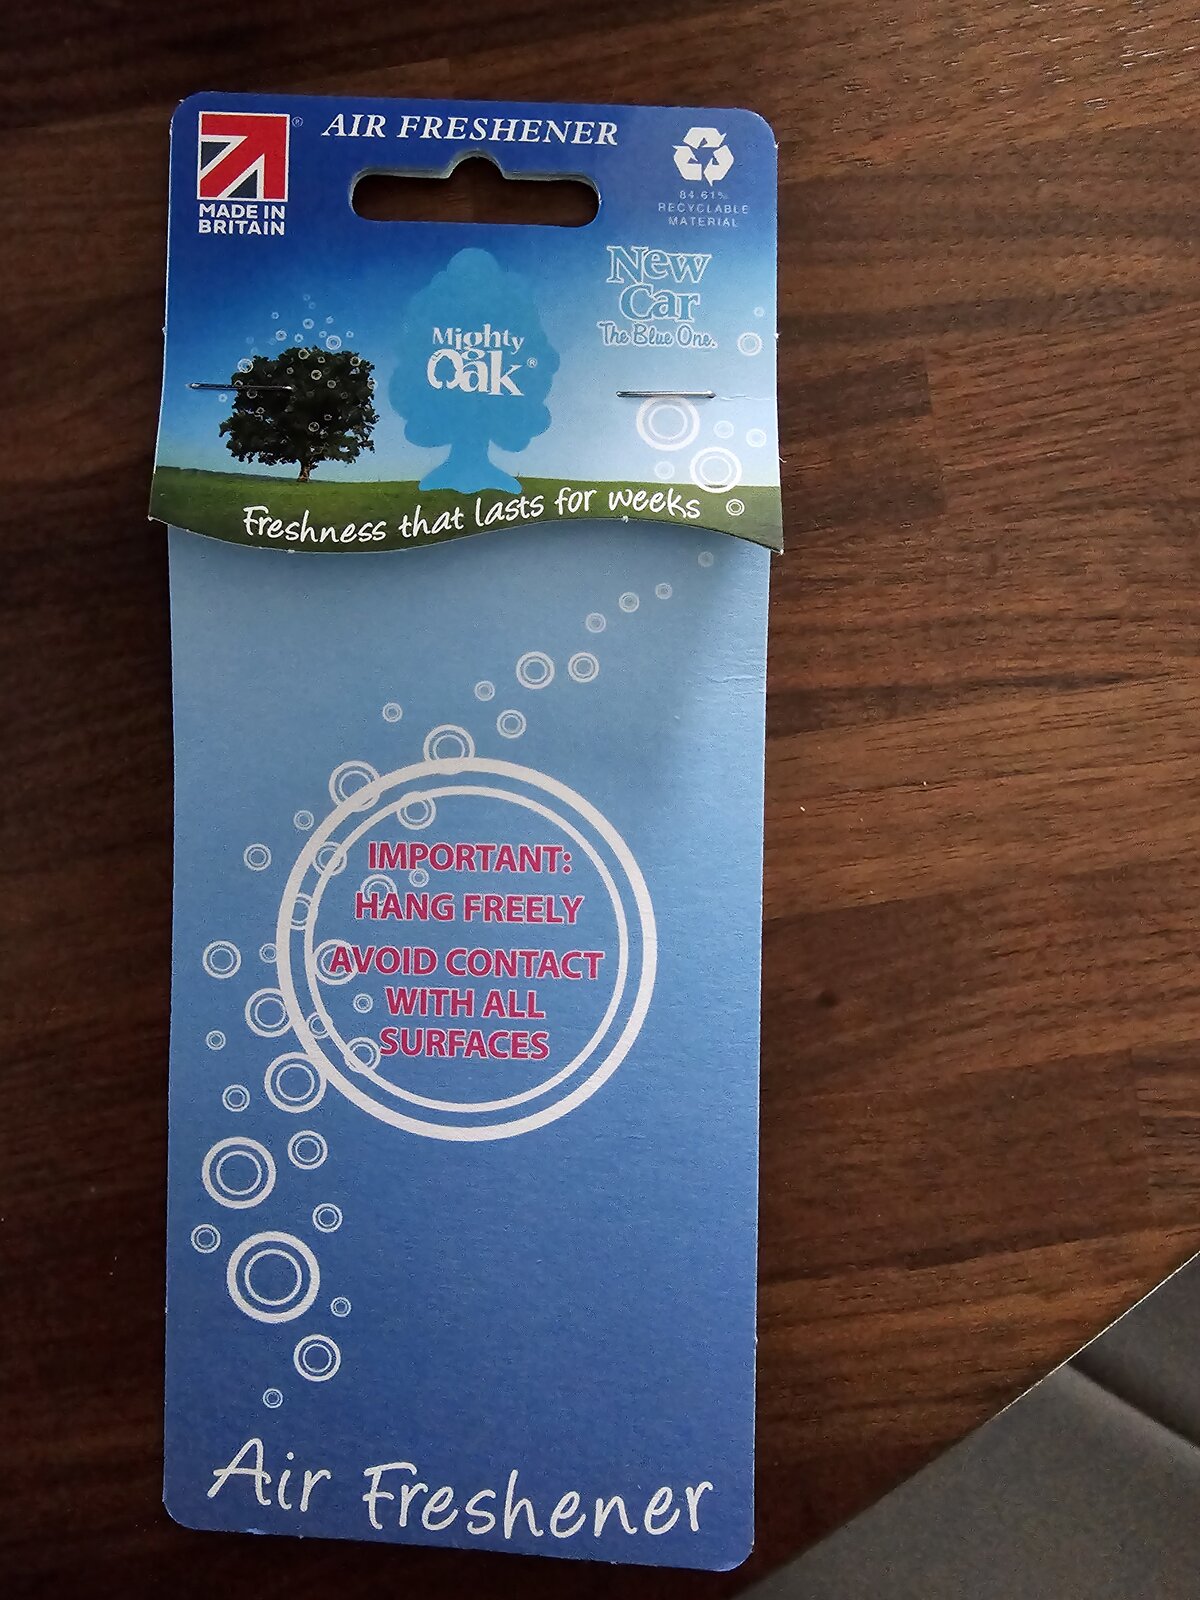 AIR FRESHENER
MADE IN
BRITAIN
84.61%
RECYCLABLE
MATERIAL
New
Car
The Blue One.
Mighty
Oak
Freshness that lasts for weeks
IMPORTANT:
HANG FREELY
AVOID CONTACT
WITH ALL
SURFACES
Air Freshener